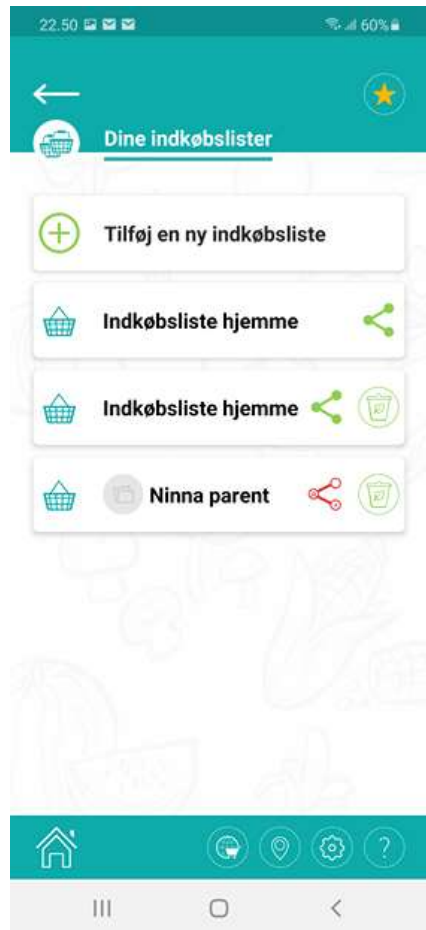 22.50
60%
Dine indkøbslister
Tilføj en ny indkøbsliste
Indkøbsliste hjemme
Indkøbsliste hjemme
Ninna parent
?